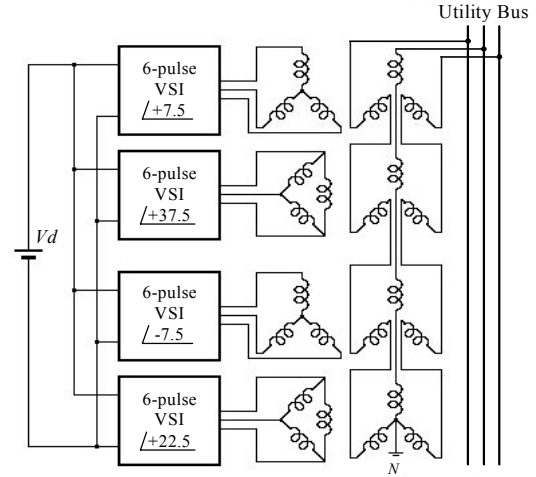 Utility Bus
6-pulse
VSI
/+7.5
6-pulse
VSI
/+37.5
Vd
6-pulse
VSI
/-7.5
6-pulse
VSI
/+22.5
N